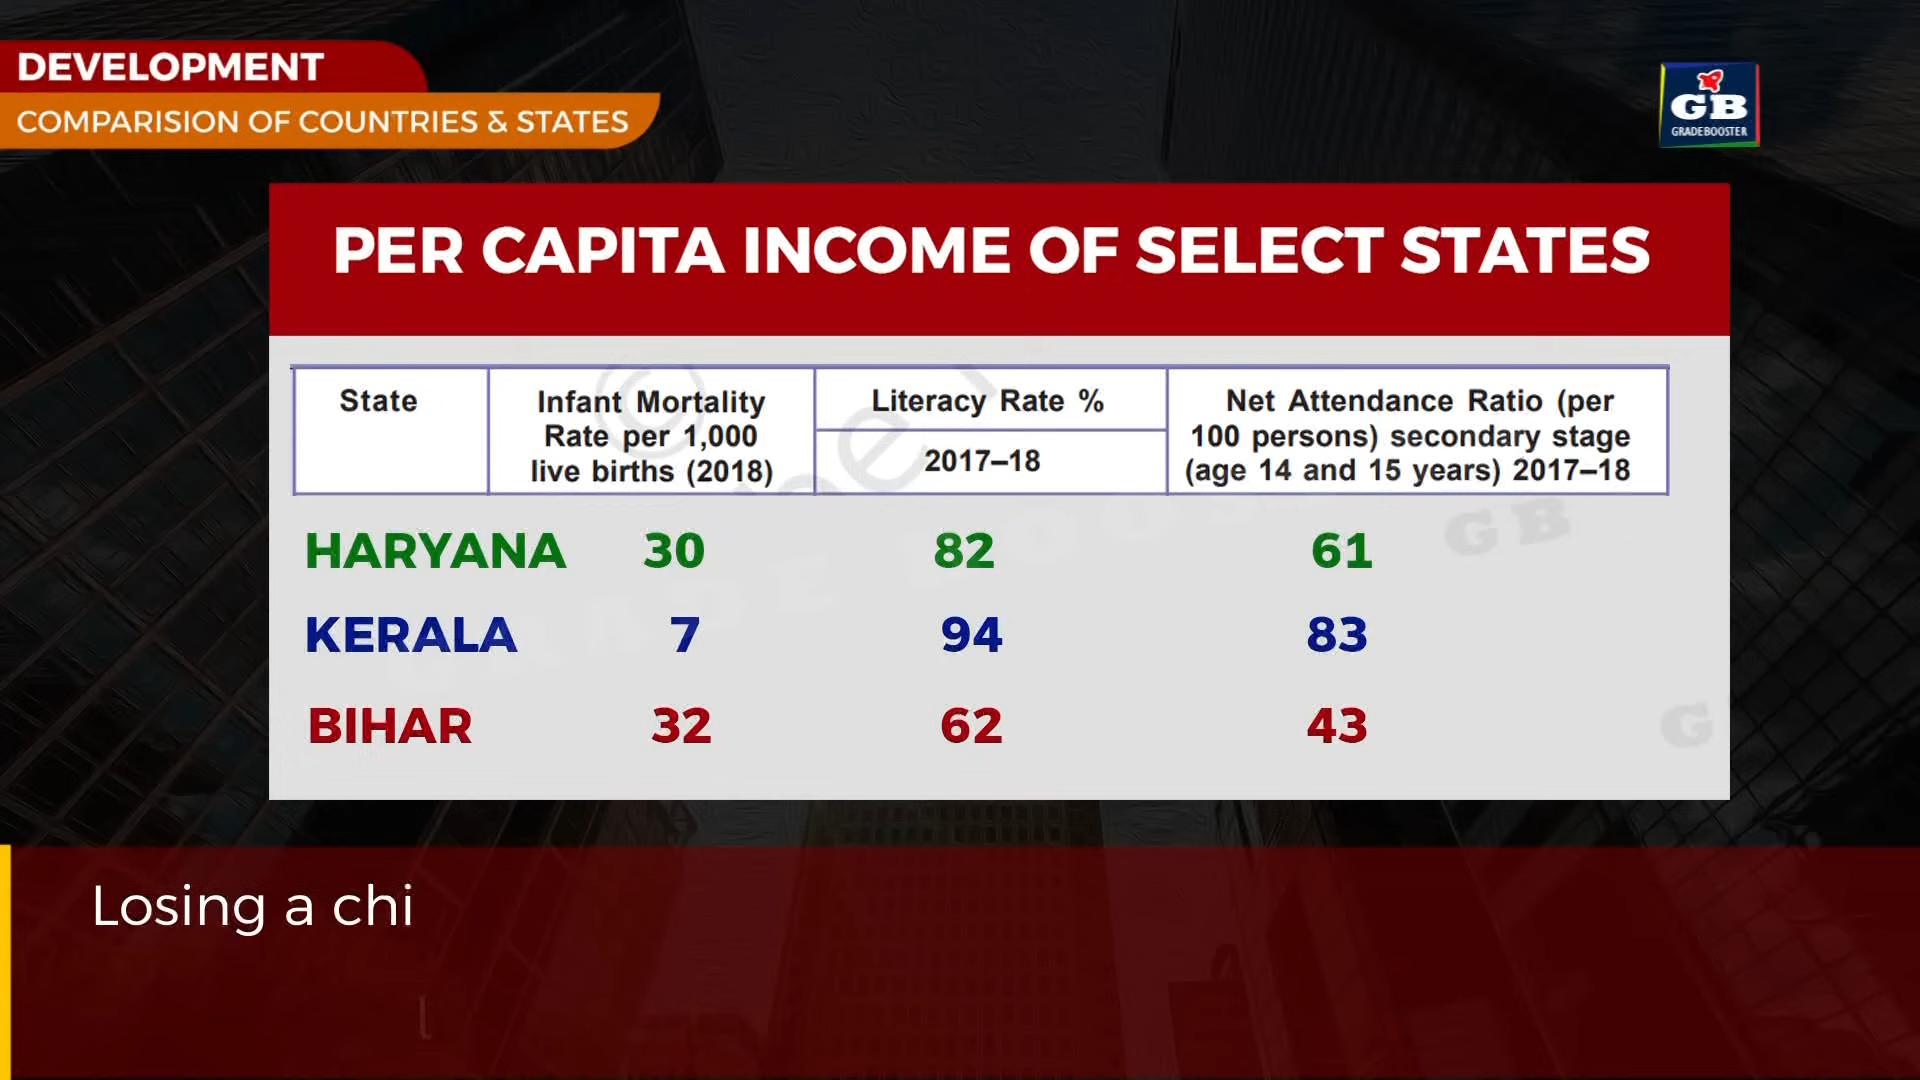 DEVELOPMENT
COMPARISION OF COUNTRIES & STATES
GB
GRADEBOOSTER
PER CAPITA INCOME OF SELECT STATES
State
Infant Mortality
Rate per 1,000
live births (2018)
Literacy Rate %
2017–18
Net Attendance Ratio (per
100 persons) secondary stage
(age 14 and 15 years) 2017–18
HARYANA 30 82 61
KERALA 7 94 83
BIHAR 32 62 43
GB
G
Losing a chi
l